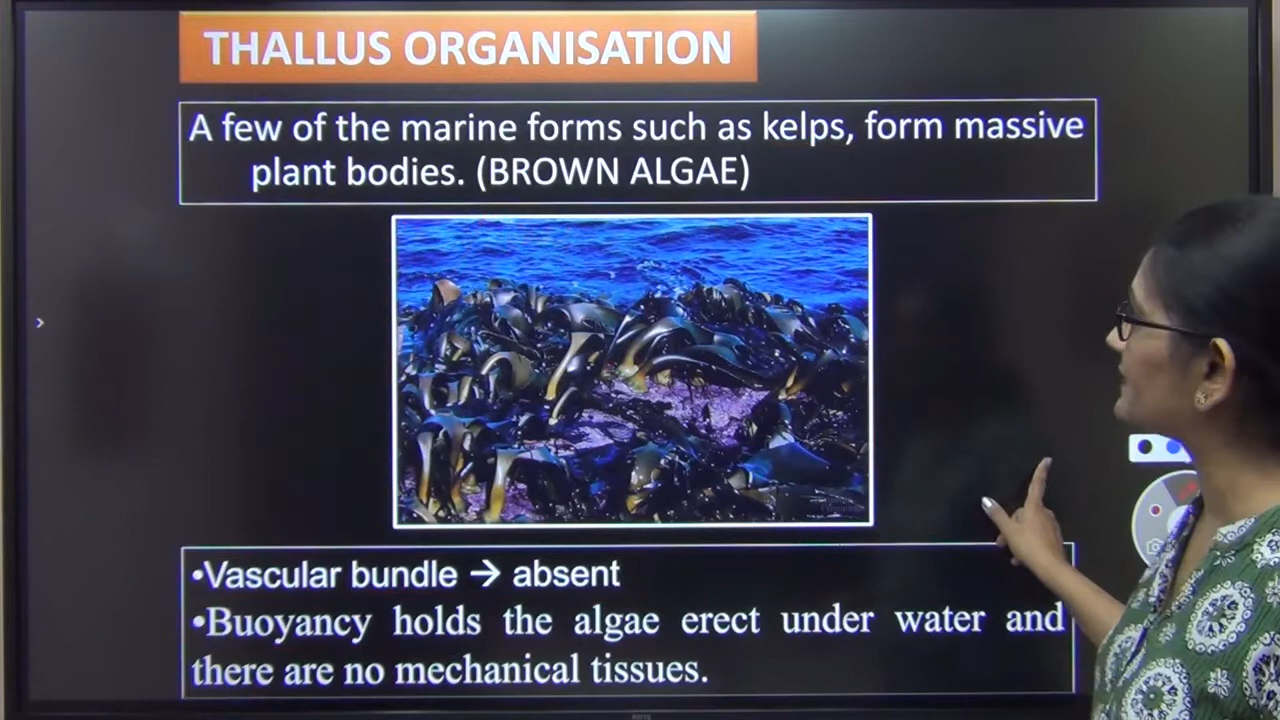 THALLUS ORGANISATION
A few of the marine forms such as kelps, form massive
plant bodies. (BROWN ALGAE)
•Vascular bundle → absent
•Buoyancy holds the algae erect under water and
there are no mechanical tissues.